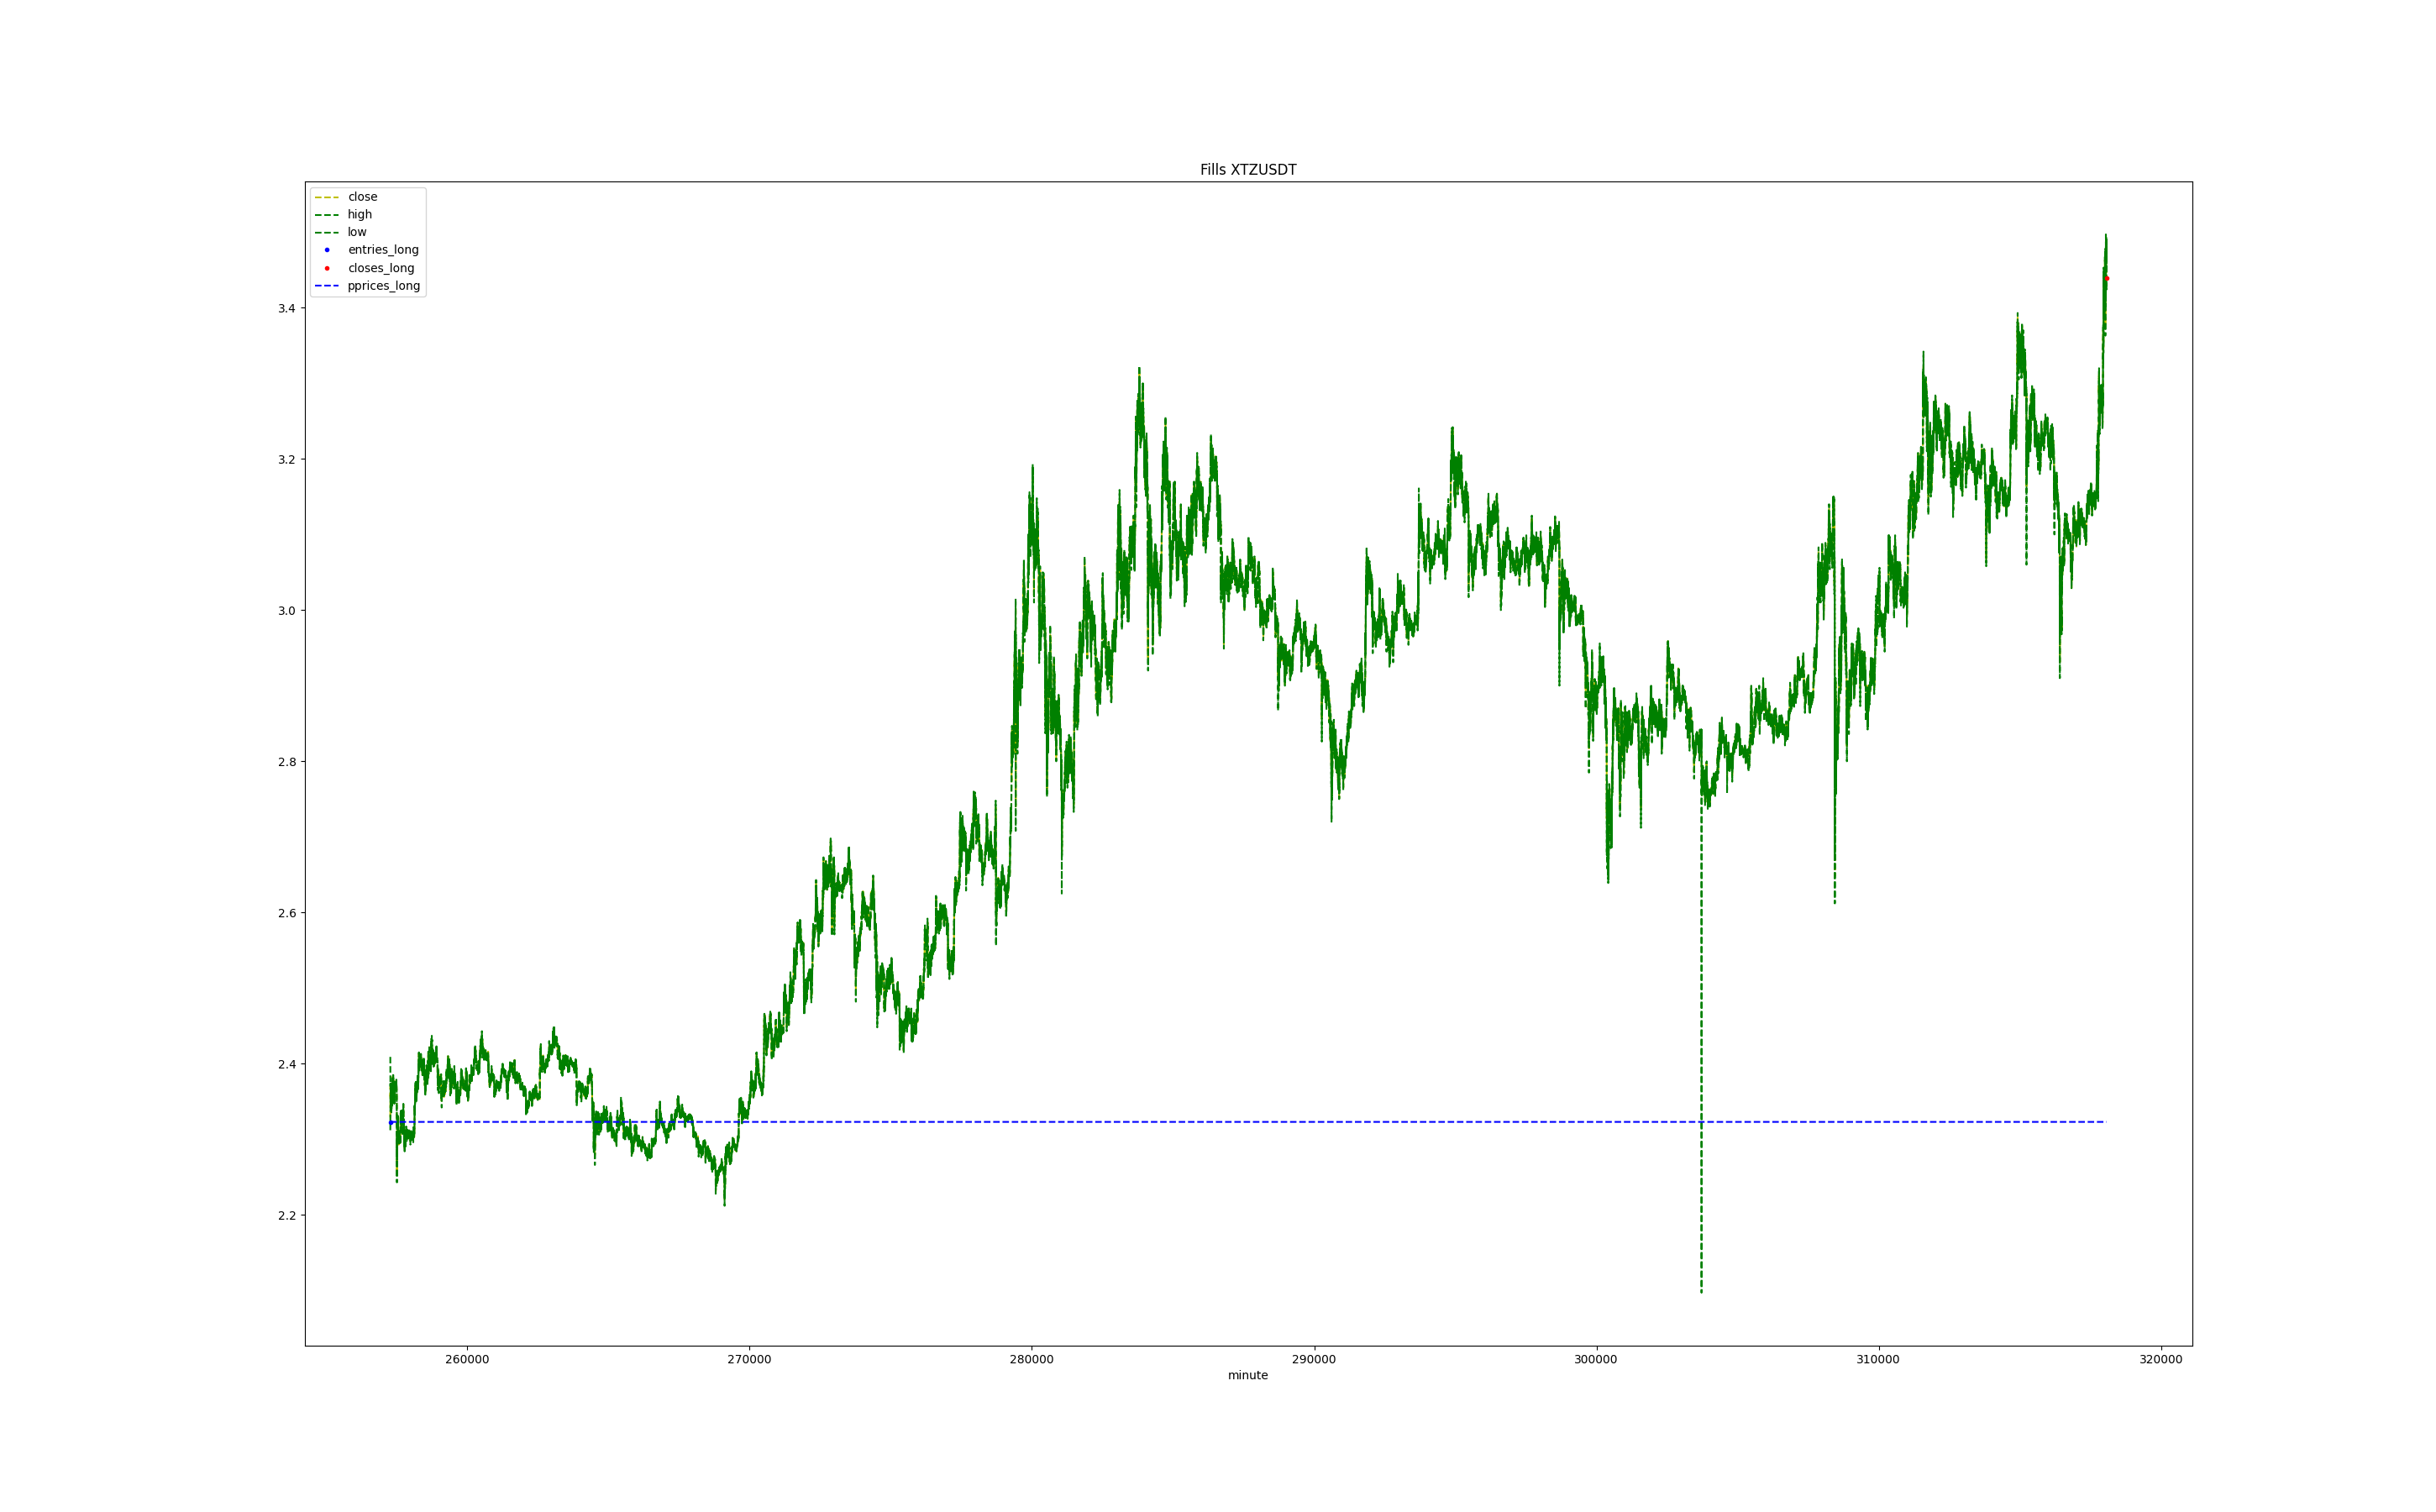 Fills XTZUSDT
close
high
low
entries_long
closes_long
pprices_long
3.4
3.2
3.0
2.8
2.6
2.4
2.2
260000 270000 280000 290000 300000 310000 320000
minute